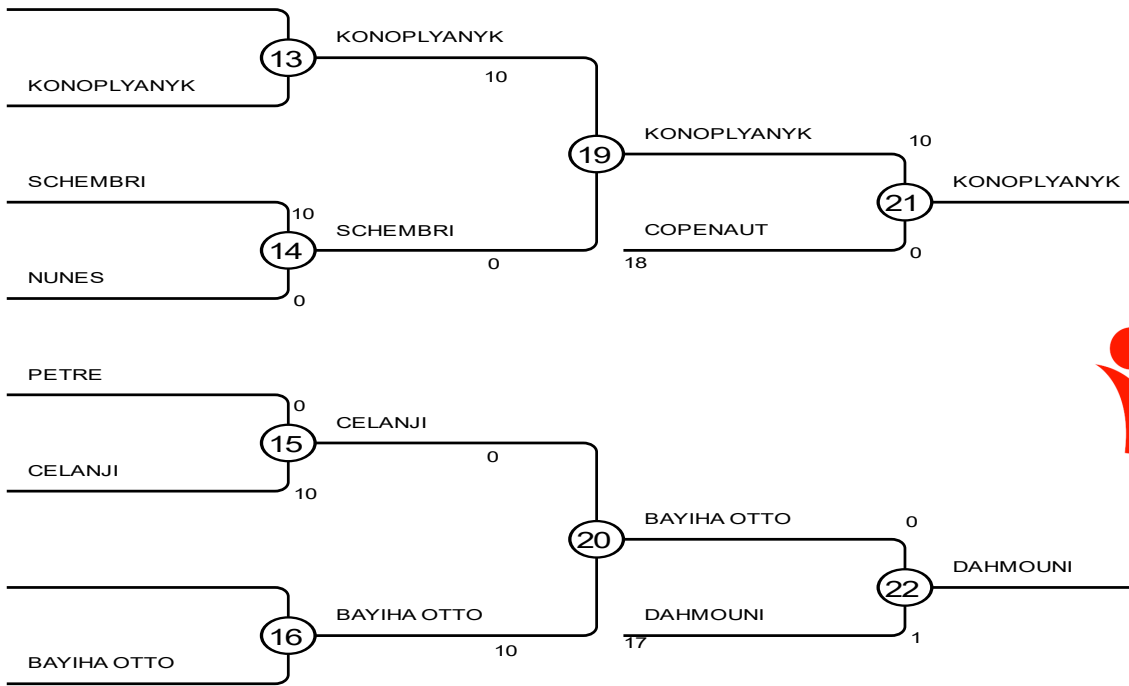 KONOPLYANYK
13
10
KONOPLYANYK
KONOPLYANYK
10
19
SCHEMBRI
KONOPLYANYK
10
21
14
SCHEMBRI
COPENAUT
0
18
0
NUNES
0
PETRE
0
CELANJI
15
0
CELANJI
10
BAYIHA OTTO
0
20
DAHMOUNI
22
BAYIHA OTTO
DAHMOUNI
16
17
1
10
BAYIHA OTTO